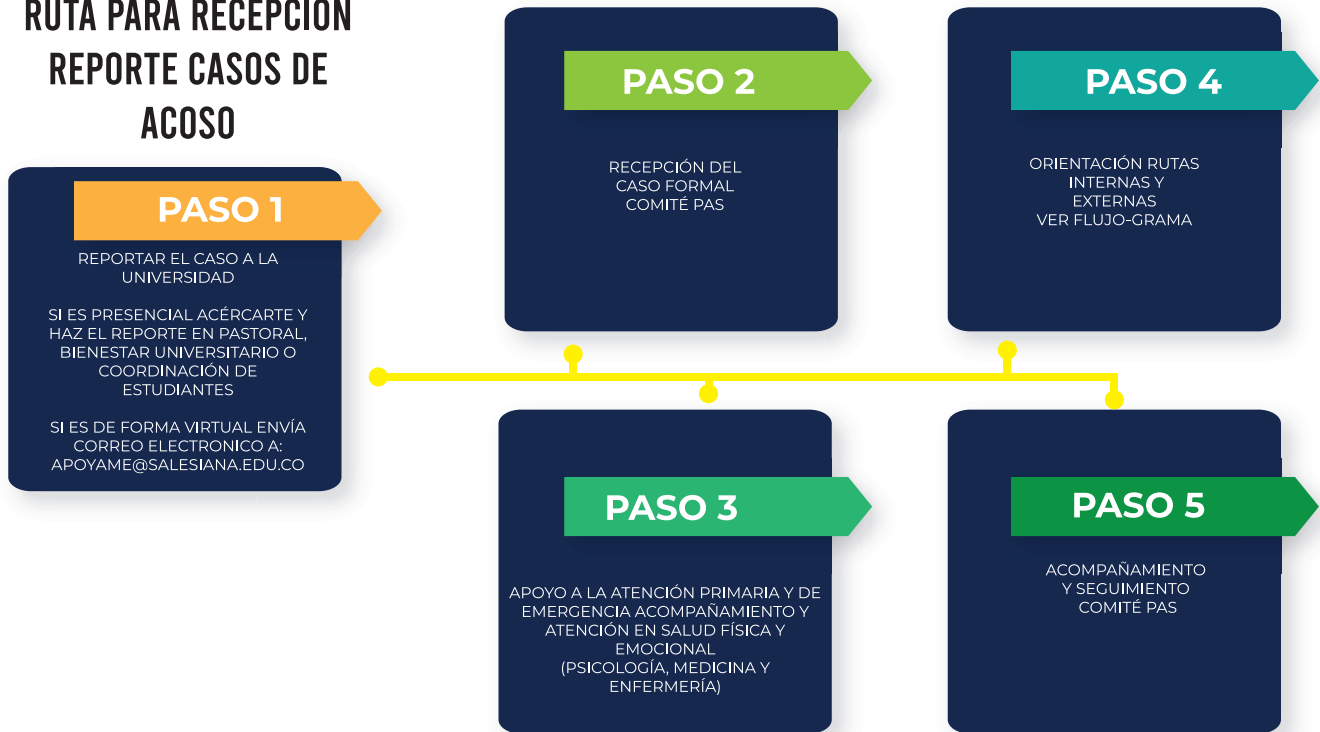 RUTA PARA RECEPCIÓN
REPORTE CASOS DE
ACOSO
PASO 1
REPORTAR EL CASO A LA
UNIVERSIDAD
SI ES PRESENCIAL ACÉRCARTE Y
HAZ EL REPORTE EN PASTORAL,
BIENESTAR UNIVERSITARIO O
COORDINACIÓN DE
ESTUDIANTES
SI ES DE FORMA VIRTUAL ENVÍA
CORREO ELECTRONICO A:
APOYAME@SALESIANA.EDU.CO
PASO 2
RECEPCIÓN DEL
CASO FORMAL
COMITÉ PAS
PASO 3
APOYO A LA ATENCIÓN PRIMARIA Y DE
EMERGENCIA ACOMPAÑAMIENTO Y
ATENCIÓN EN SALUD FÍSICA Y
EMOCIONAL
(PSICOLOGÍA, MEDICINA Y
ENFERMERÍA)
PASO 4
ORIENTACIÓN RUTAS
INTERNAS Y
EXTERNAS
VER FLUJO-GRAMA
PASO 5
ACOMPAÑAMIENTO
Y SEGUIMIENTO
COMITÉ PAS